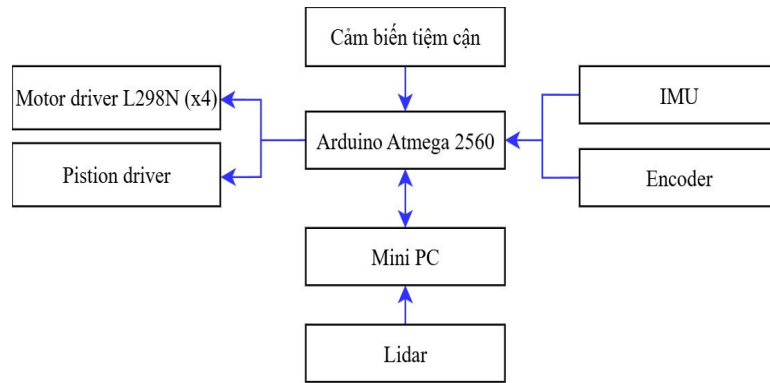 Cảm biến tiệm cận
Motor driver L298N (x4)
IMU
Arduino Atmega 2560
Pistion driver
Encoder
Mini PC
Lidar